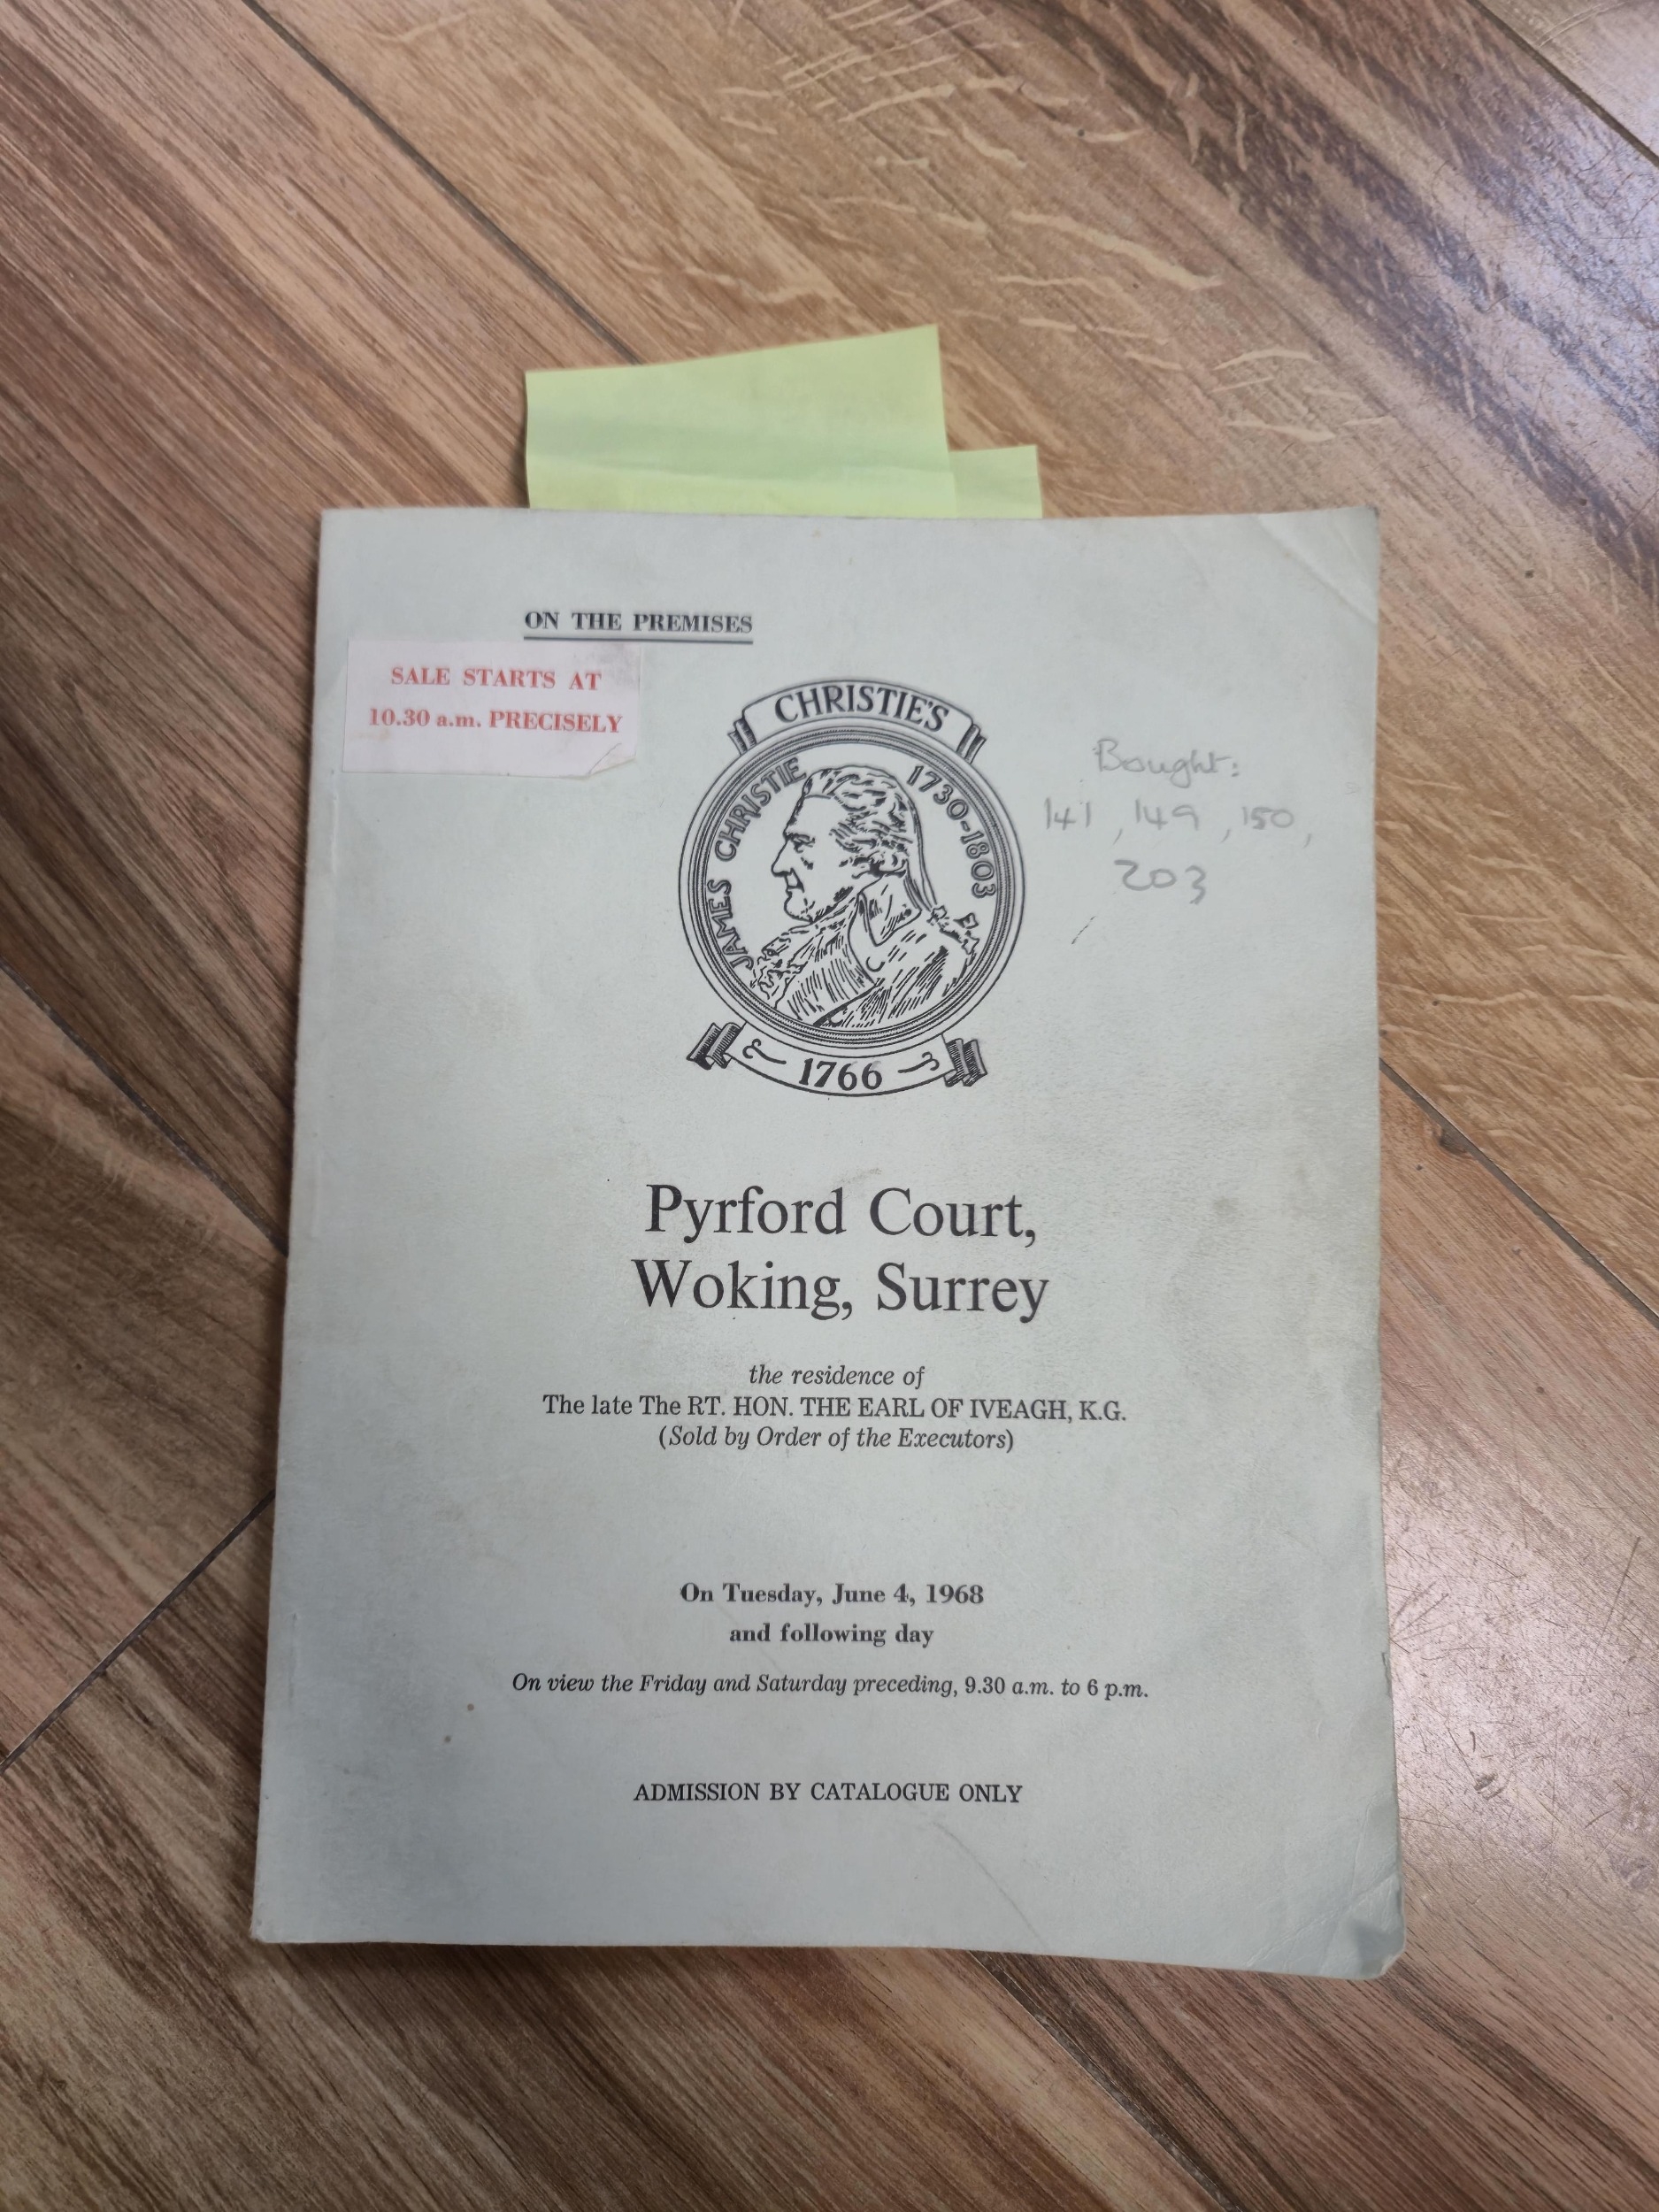 ON THE PREMISES
SALE STARTS AT
10.30 a.m. PRECISELY
CHRISTIE'S
JAMES CHRISTIE 1730-1803
1766
Bought:
141, 149, 150,
203
Pyrford Court,
Woking, Surrey
the residence of
The late The RT. HON. THE EARL OF IVEAGH, K.G.
(Sold by Order of the Executors)
On Tuesday, June 4, 1968
and following day
On view the Friday and Saturday preceding, 9.30 a.m. to 6 p.m.
ADMISSION BY CATALOGUE ONLY